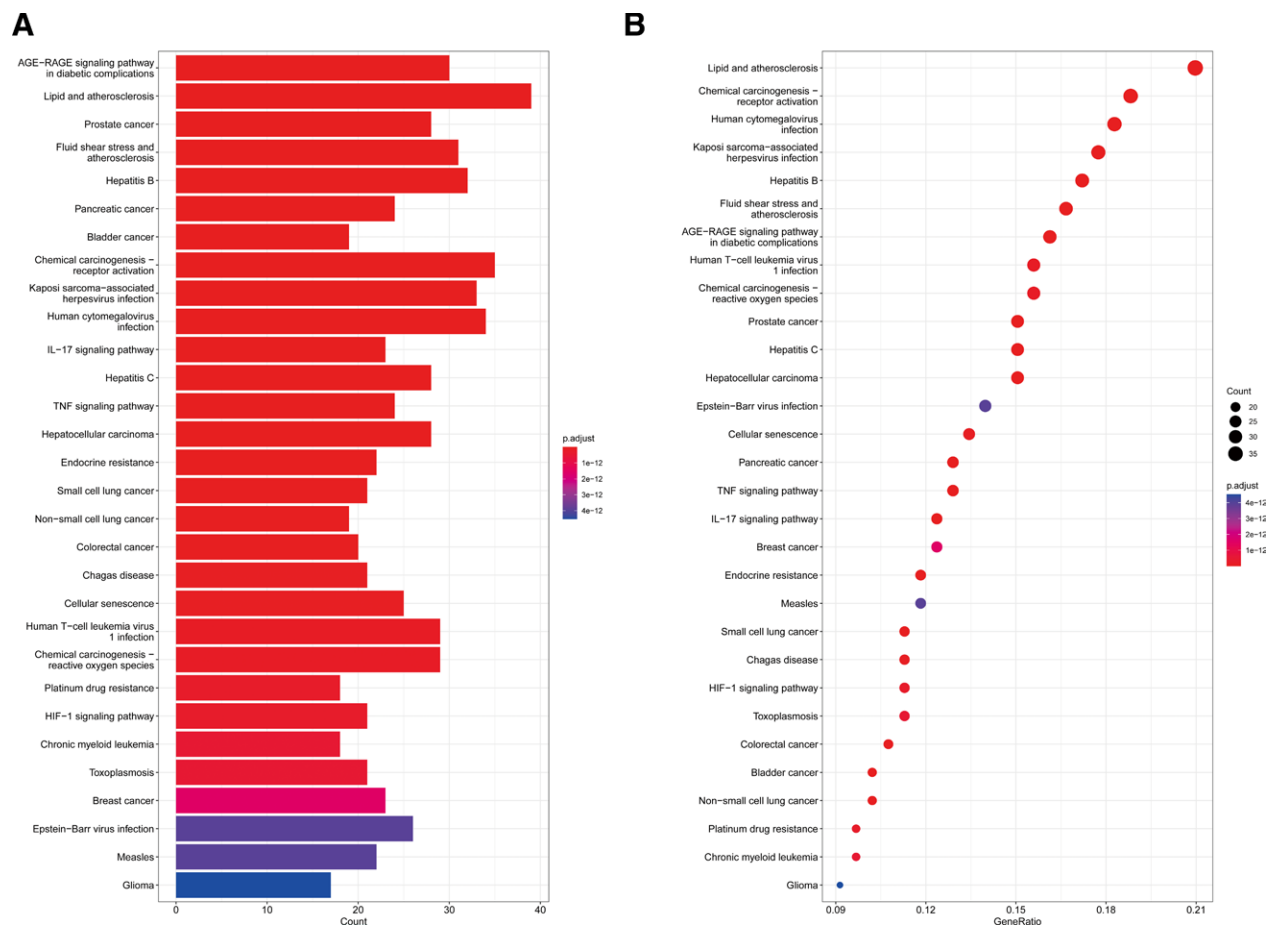 A
AGE−RAGE signaling pathway
in diabetic complications
Lipid and atherosclerosis
Prostate cancer
Fluid shear stress and
atherosclerosis
Hepatitis B
Pancreatic cancer
Bladder cancer
Chemical carcinogenesis −
receptor activation
Kaposi sarcoma−associated
herpesvirus infection
Human cytomegalovirus
infection
IL−17 signaling pathway
Hepatitis C
TNF signaling pathway
Hepatocellular carcinoma
Endocrine resistance
Small cell lung cancer
Non−small cell lung cancer
Colorectal cancer
Chagas disease
Cellular senescence
Human T−cell leukemia virus
1 infection
Chemical carcinogenesis −
reactive oxygen species
Platinum drug resistance
HIF−1 signaling pathway
Chronic myeloid leukemia
Toxoplasmosis
Breast cancer
Epstein−Barr virus infection
Measles
Glioma
0 10 20 30 40
Count
p.adjust
1e−12
2e−12
3e−12
4e−12
B
Lipid and atherosclerosis
Chemical carcinogenesis −
receptor activation
Human cytomegalovirus
infection
Kaposi sarcoma−associated
herpesvirus infection
Hepatitis B
Fluid shear stress and
atherosclerosis
AGE−RAGE signaling pathway
in diabetic complications
Human T−cell leukemia virus
1 infection
Chemical carcinogenesis −
reactive oxygen species
Prostate cancer
Hepatitis C
Hepatocellular carcinoma
Epstein−Barr virus infection
Cellular senescence
Pancreatic cancer
TNF signaling pathway
IL−17 signaling pathway
Breast cancer
Endocrine resistance
Measles
Small cell lung cancer
Chagas disease
HIF−1 signaling pathway
Toxoplasmosis
Colorectal cancer
Bladder cancer
Non−small cell lung cancer
Platinum drug resistance
Chronic myeloid leukemia
Glioma
0.09 0.12 0.15 0.18 0.21
GeneRatio
Count
20
25
30
35
p.adjust
4e−12
3e−12
2e−12
1e−12